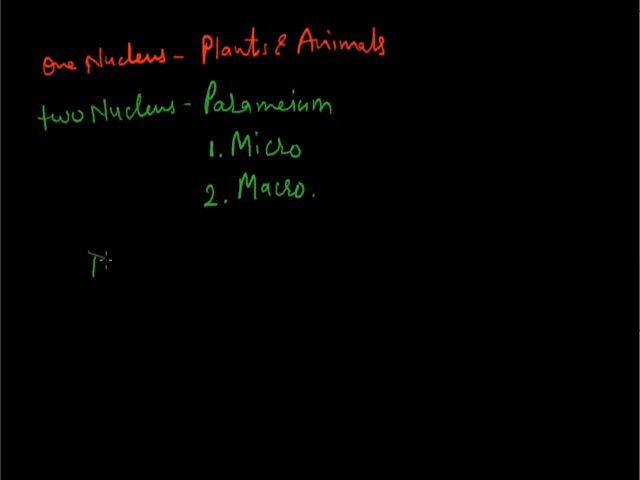 One Nucleus - Plants & Animals
two Nucleus - Parameium
1. Micro
2. Macro.